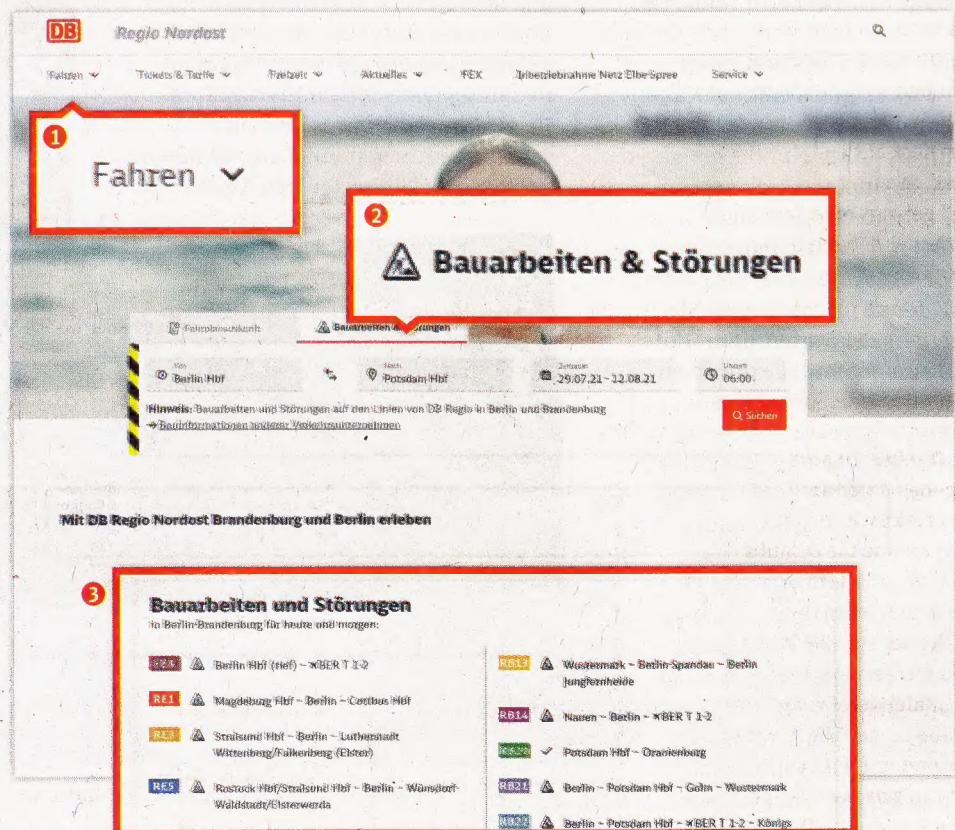 DB Regio Nordost
Fahren Tickets & Tarife Freizeit Aktuelles FEX Inbetriebnahme Netz Elbe-Spree Service
1
Fahren
2
Bauarbeiten & Störungen
Fahrplanauskunft Bauarbeiten & Störungen
Von Nach Zeitraum Uhrzeit
Berlin Hbf Potsdam Hbf 29.07.21 - 12.08.21 06:00
Hinweis: Bauarbeiten und Störungen auf den Linien von DB Regio in Berlin und Brandenburg
→ Bauinformationen anderer Verkehrsunternehmen
Suchen
Mit DB Regio Nordost Brandenburg und Berlin erleben
3
Bauarbeiten und Störungen
in Berlin-Brandenburg für heute und morgen:
Berlin Hbf (tief) – BER T 1-2
RE1 Magdeburg Hbf – Berlin – Cottbus Hbf
RE3 Stralsund Hbf – Berlin – Lutherstadt
Wittenberg/Falkenberg (Elster)
RE5 Rostock Hbf/Stralsund Hbf – Berlin – Wünsdorf-
Waldstadt/Elsterwerda
RB13 Wustermark – Berlin-Spandau – Berlin
Jungfernheide
RB14 Nauen – Berlin – BER T 1-2
Potsdam Hbf – Oranienburg
RB21 Berlin – Potsdam Hbf – Golm – Wustermark
RB22 Berlin – Potsdam Hbf – BER T 1-2 – Königs